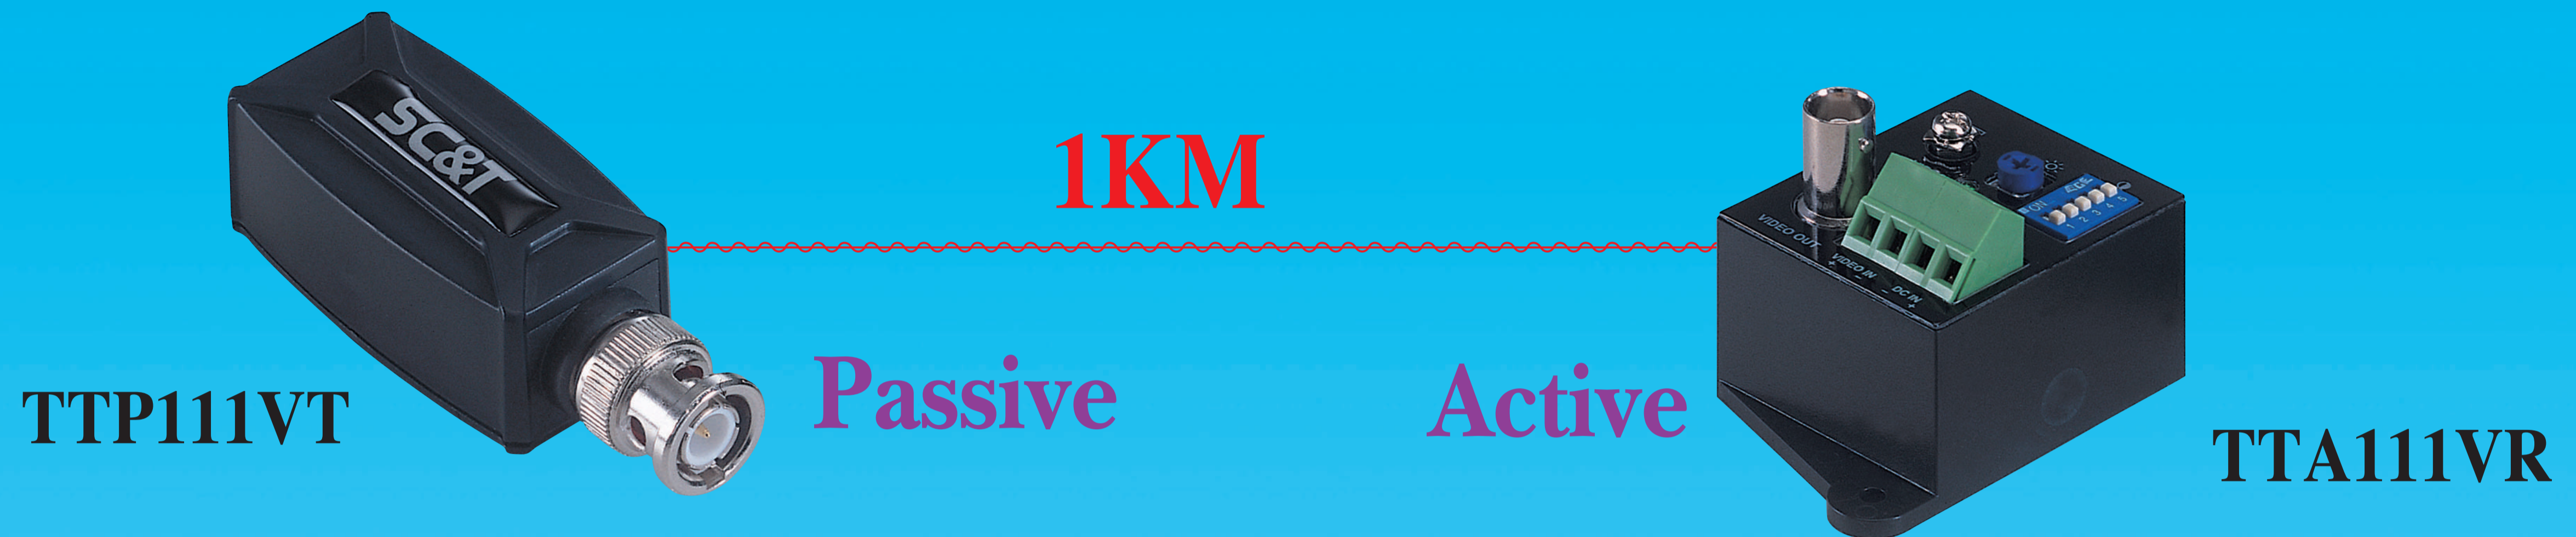 SC&T
1KM
VIDEO OUT
VIDEO IN
+ -
DC IN
- +
ON
1 2 3 4 5
Passive
Active
TTP111VT
TTA111VR